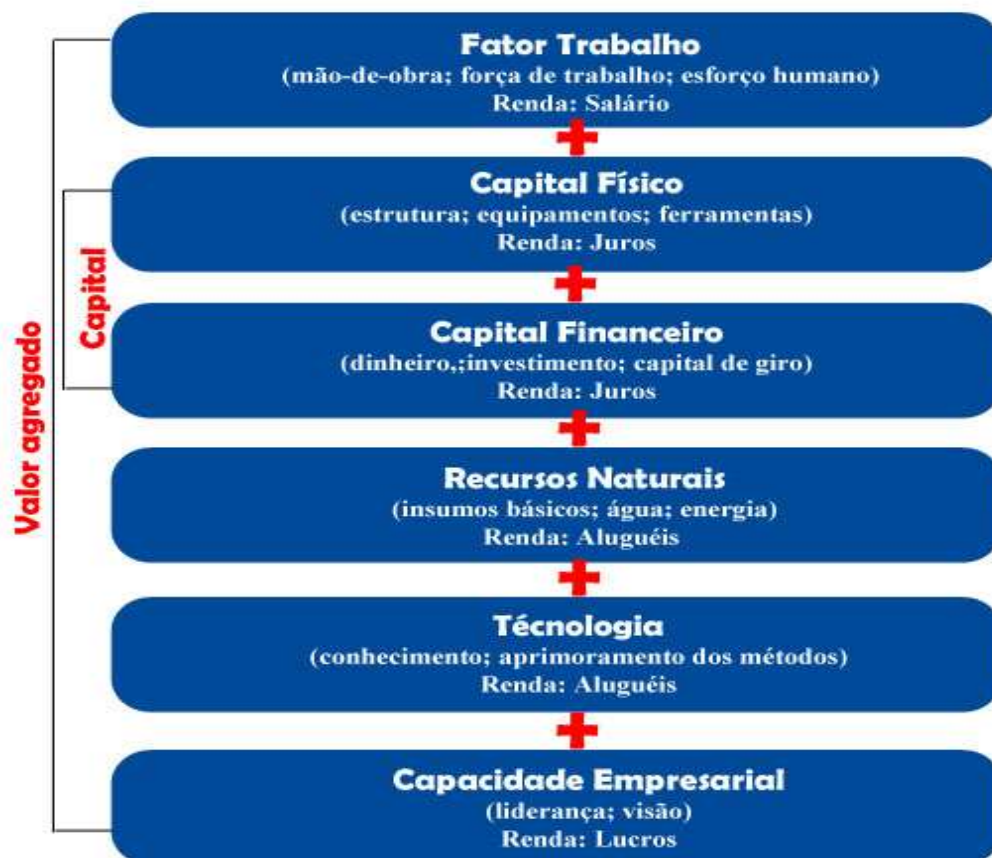 Fator Trabalho
(mão-de-obra; força de trabalho; esforço humano)
Renda: Salário
Capital Físico
(estrutura; equipamentos; ferramentas)
Renda: Juros
Capital Financeiro
(dinheiro,;investimento; capital de giro)
Renda: Juros
Recursos Naturais
(insumos básicos; água; energia)
Renda: Aluguéis
Técnologia
(conhecimento; aprimoramento dos métodos)
Renda: Aluguéis
Capacidade Empresarial
(liderança; visão)
Renda: Lucros
Capital
Valor agregado